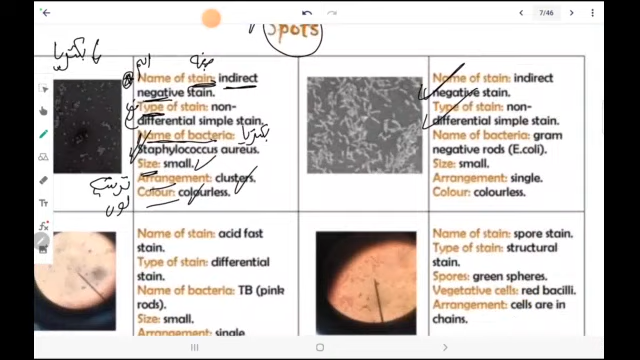 7/46
Spots
بكتريا
اسم
صبغه
Name of stain: indirect
negative stain.
Type of stain: non-
differential simple stain.
Name of bacteria:
بكتريا
Staphylococcus aureus.
Size: small.
Arrangement: clusters.
ترتيب
Colour: colourless.
لون
Name of stain: indirect
negative stain.
Type of stain: non-
differential simple stain.
Name of bacteria: gram
negative rods (E.coli).
Size: small.
Arrangement: single.
Colour: colourless.
Name of stain: acid fast
stain.
Type of stain: differential
stain.
Name of bacteria: TB (pink
rods).
Size: small.
Arrangement: single
Name of stain: spore stain.
Type of stain: structural
stain.
Spores: green spheres.
Vegetative cells: red bacilli.
Arrangement: cells are in
chains.